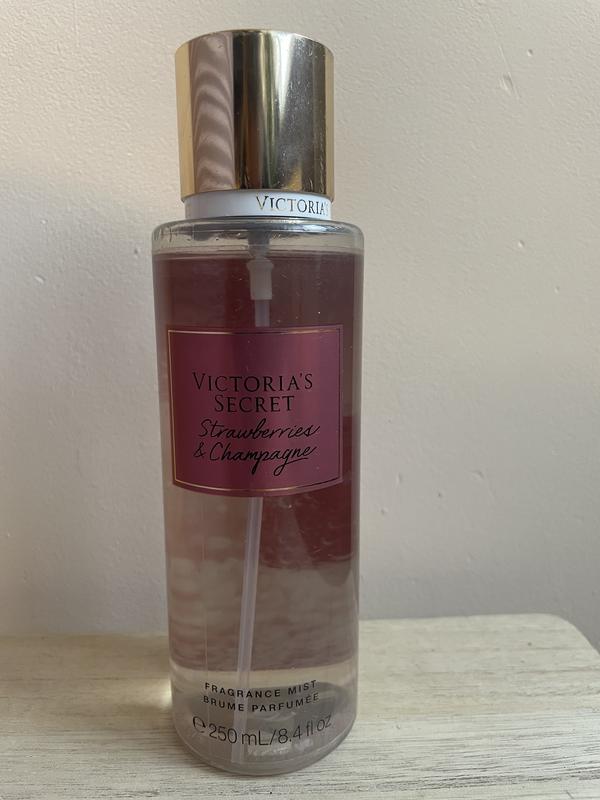 VICTORIA'S
VICTORIA'S
SECRET
Strawberries
& Champagne
FRAGRANCE MIST
BRUME PARFUMÉE
℮ 250 mL/8.4 fl oz